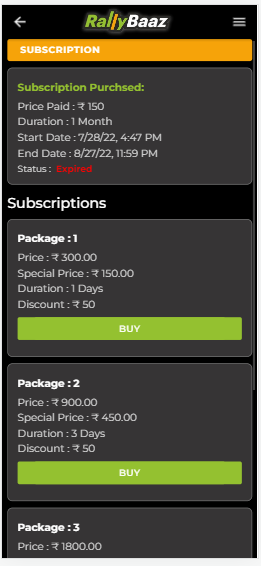 RallyBaaz
SUBSCRIPTION
Subscription Purchsed:
Price Paid : ₹ 150
Duration : 1 Month
Start Date : 7/28/22, 4:47 PM
End Date : 8/27/22, 11:59 PM
Status : Expired
Subscriptions
Package : 1
Price : ₹ 300.00
Special Price : ₹ 150.00
Duration : 1 Days
Discount : ₹ 50
BUY
Package : 2
Price : ₹ 900.00
Special Price : ₹ 450.00
Duration : 3 Days
Discount : ₹ 50
BUY
Package : 3
Price : ₹ 1800.00